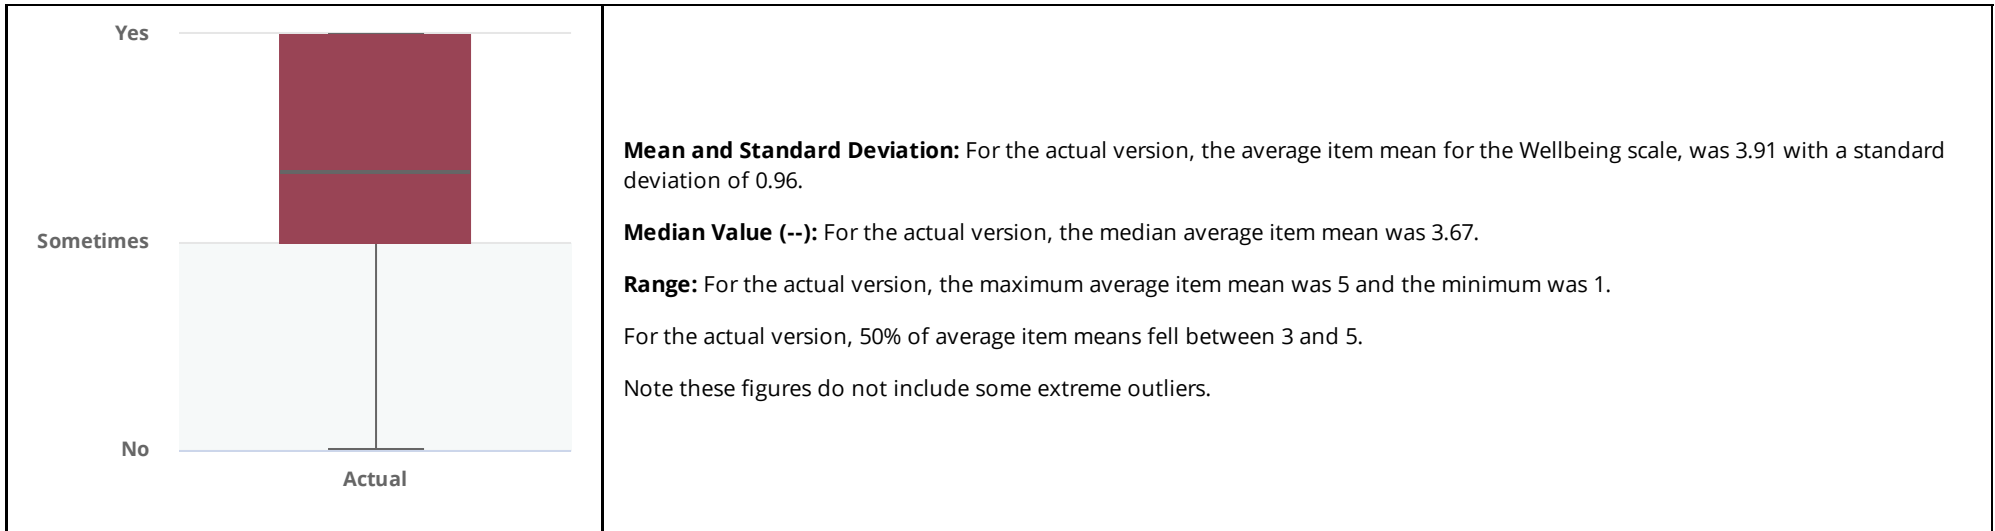 Yes
Sometimes
No
Actual
Mean and Standard Deviation: For the actual version, the average item mean for the Wellbeing scale, was 3.91 with a standard
deviation of 0.96.
Median Value (--): For the actual version, the median average item mean was 3.67.
Range: For the actual version, the maximum average item mean was 5 and the minimum was 1.
For the actual version, 50% of average item means fell between 3 and 5.
Note these figures do not include some extreme outliers.